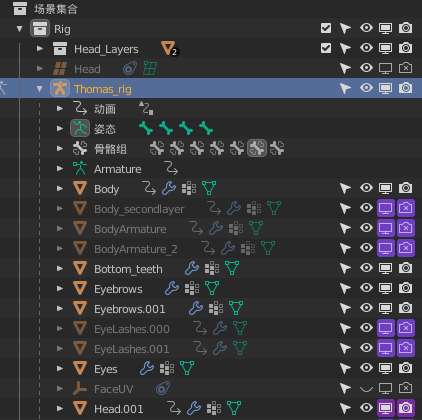 场景集合
Rig
Head_Layers 2
Head
Thomas_rig
动画
姿态
骨骼组
Armature
Body
Body_secondlayer
BodyArmature
BodyArmature_2
Bottom_teeth
Eyebrows
Eyebrows.001
EyeLashes.000
EyeLashes.001
Eyes
FaceUV
Head.001